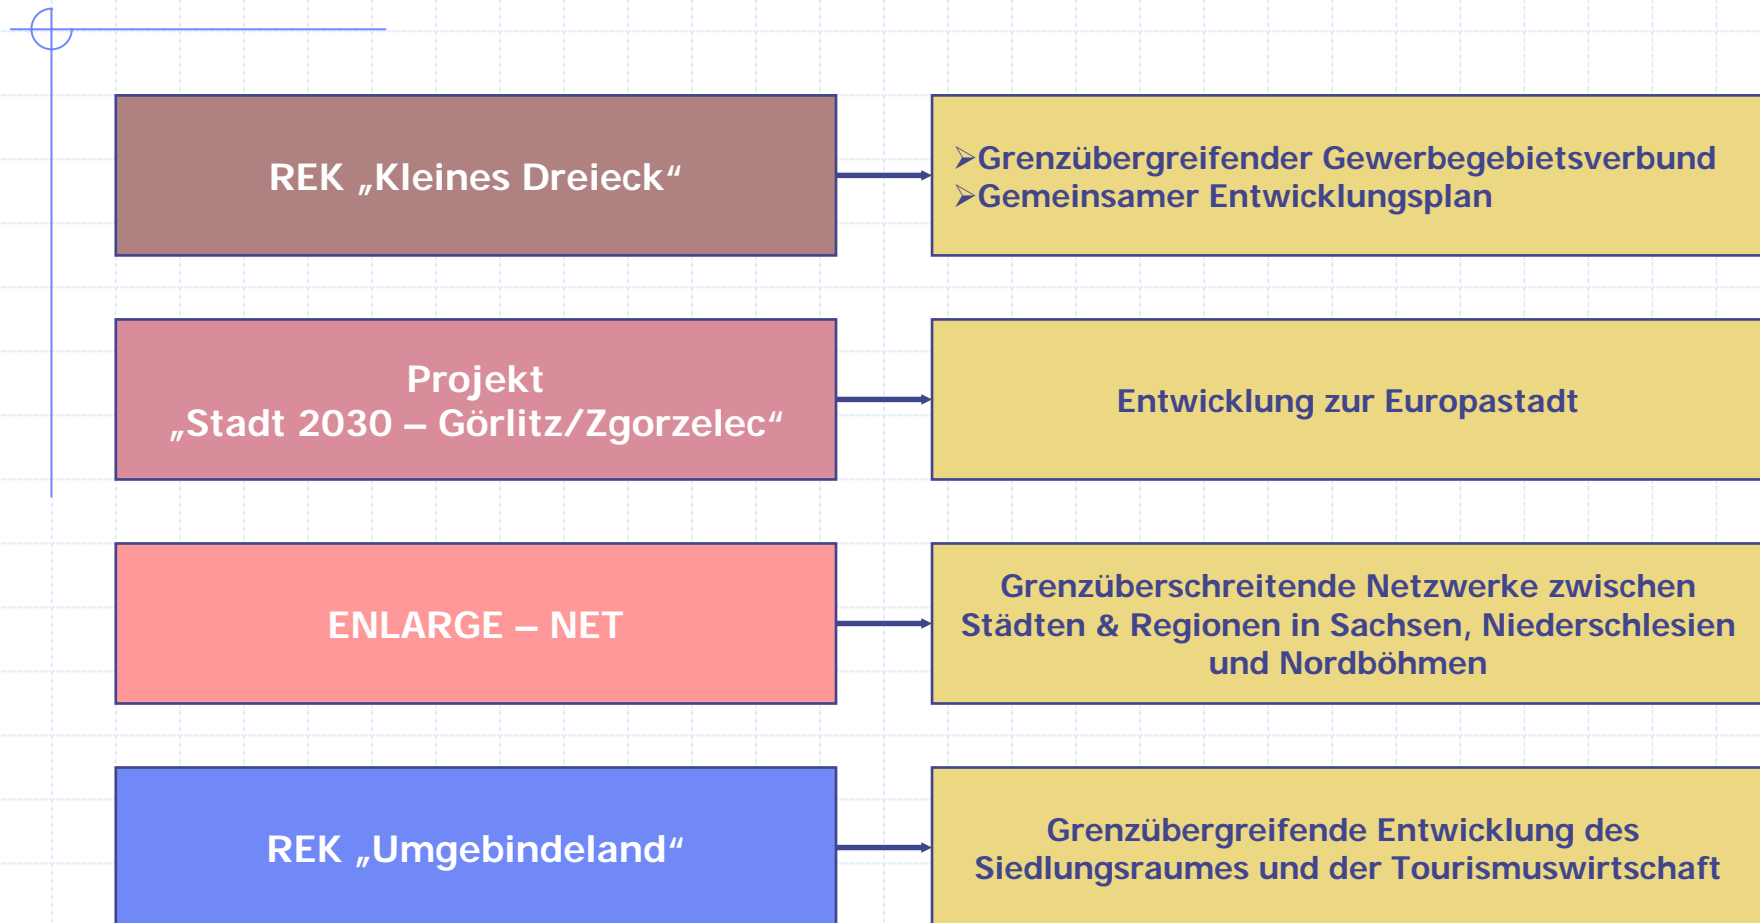 REK „Kleines Dreieck“
➢Grenzübergreifender Gewerbegebietsverbund
➢Gemeinsamer Entwicklungsplan
Projekt
„Stadt 2030 – Görlitz/Zgorzelec“
Entwicklung zur Europastadt
ENLARGE – NET
Grenzüberschreitende Netzwerke zwischen
Städten & Regionen in Sachsen, Niederschlesien
und Nordböhmen
REK „Umgebindeland“
Grenzübergreifende Entwicklung des
Siedlungsraumes und der Tourismuswirtschaft